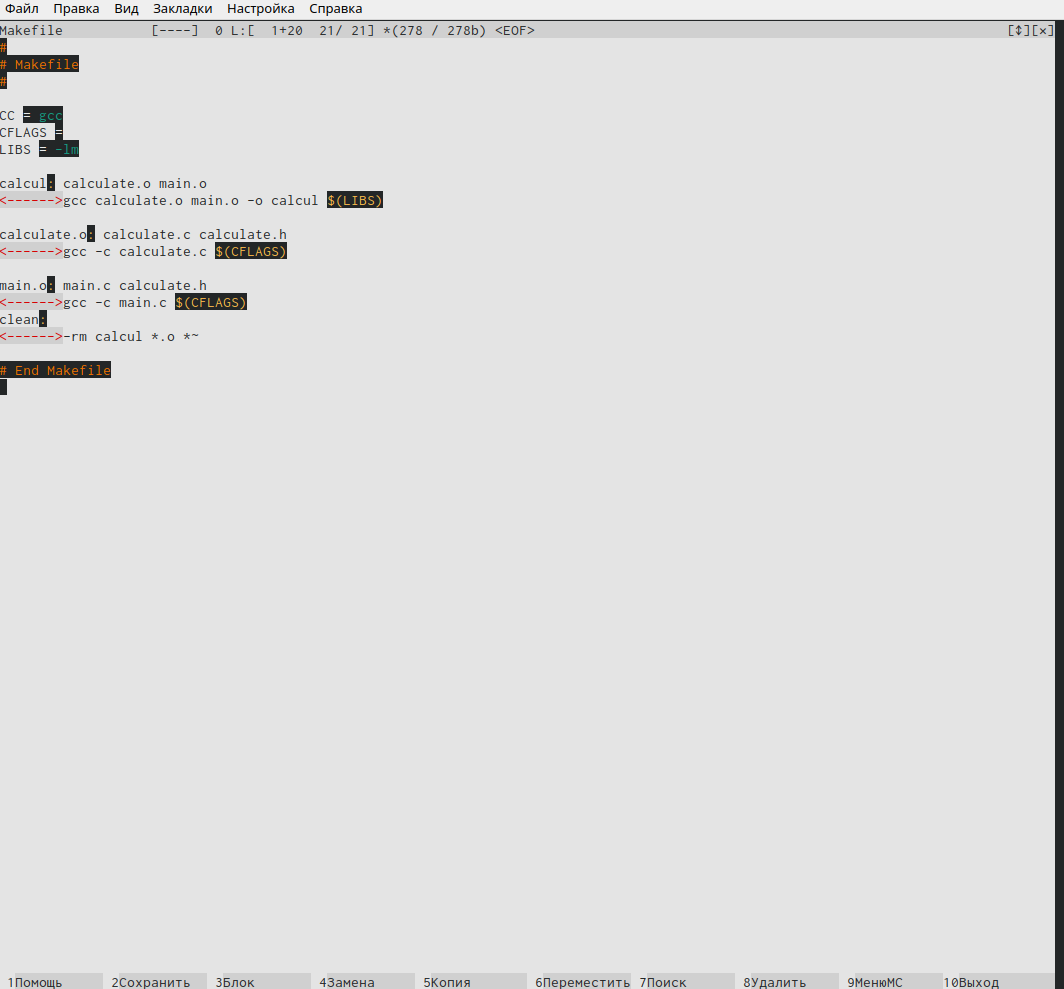 Файл Правка Вид Закладки Настройка Справка
Makefile [----] 0 L:[ 1+20 21/ 21] *(278 / 278b) <EOF> [↕][×]
#
# Makefile
#
CC = gcc
CFLAGS =
LIBS = -lm
calcul: calculate.o main.o
<------>gcc calculate.o main.o -o calcul $(LIBS)
calculate.o: calculate.c calculate.h
<------>gcc -c calculate.c $(CFLAGS)
main.o: main.c calculate.h
<------>gcc -c main.c $(CFLAGS)
clean:
<------>-rm calcul *.o *~
# End Makefile
1Помощь 2Сохранить 3Блок 4Замена 5Копия 6Переместить 7Поиск 8Удалить 9МенюМС 10Выход